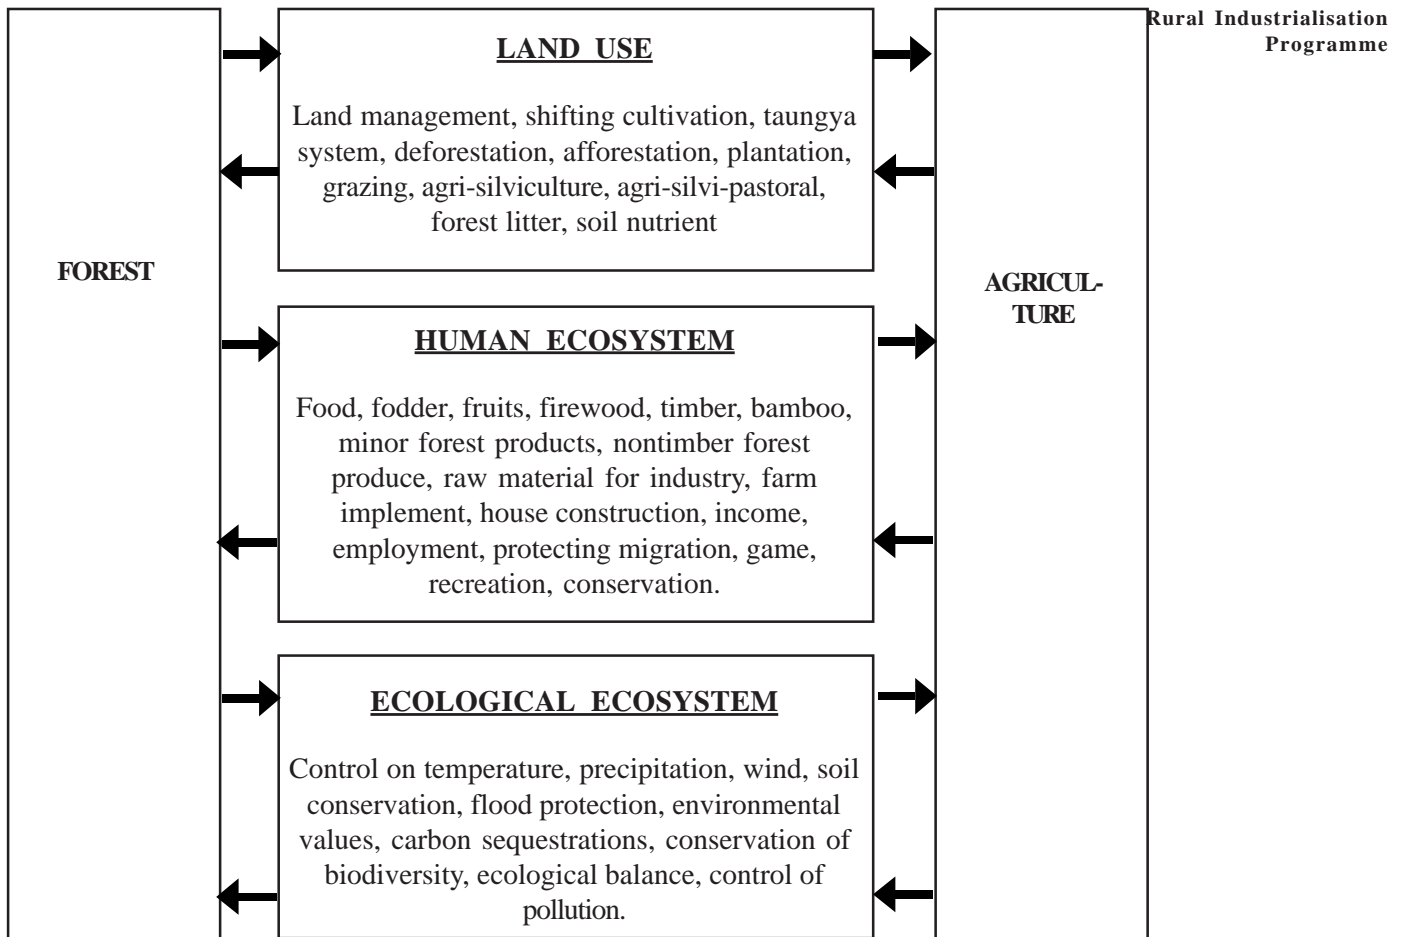 Rural Industrialisation
Programme
LAND USE
Land management, shifting cultivation, taungya
system, deforestation, afforestation, plantation,
grazing, agri-silviculture, agri-silvi-pastoral,
forest litter, soil nutrient
FOREST
AGRICUL-
TURE
HUMAN ECOSYSTEM
Food, fodder, fruits, firewood, timber, bamboo,
minor forest products, nontimber forest
produce, raw material for industry, farm
implement, house construction, income,
employment, protecting migration, game,
recreation, conservation.
ECOLOGICAL ECOSYSTEM
Control on temperature, precipitation, wind, soil
conservation, flood protection, environmental
values, carbon sequestrations, conservation of
biodiversity, ecological balance, control of
pollution.